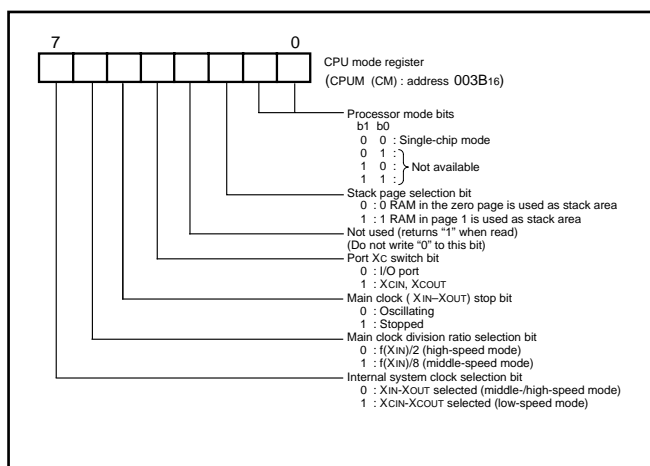 7 0
CPU mode register
(CPUM (CM) : address 003B16)
Processor mode bits
b1 b0
0 0 : Single-chip mode
0 1 :
1 0 : Not available
1 1 :
Stack page selection bit
0 : 0 RAM in the zero page is used as stack area
1 : 1 RAM in page 1 is used as stack area
Not used (returns “1” when read)
(Do not write “0” to this bit)
Port XC switch bit
0 : I/O port
1 : XCIN, XCOUT
Main clock ( XIN–XOUT) stop bit
0 : Oscillating
1 : Stopped
Main clock division ratio selection bit
0 : f(XIN)/2 (high-speed mode)
1 : f(XIN)/8 (middle-speed mode)
Internal system clock selection bit
0 : XIN-XOUT selected (middle-/high-speed mode)
1 : XCIN-XCOUT selected (low-speed mode)